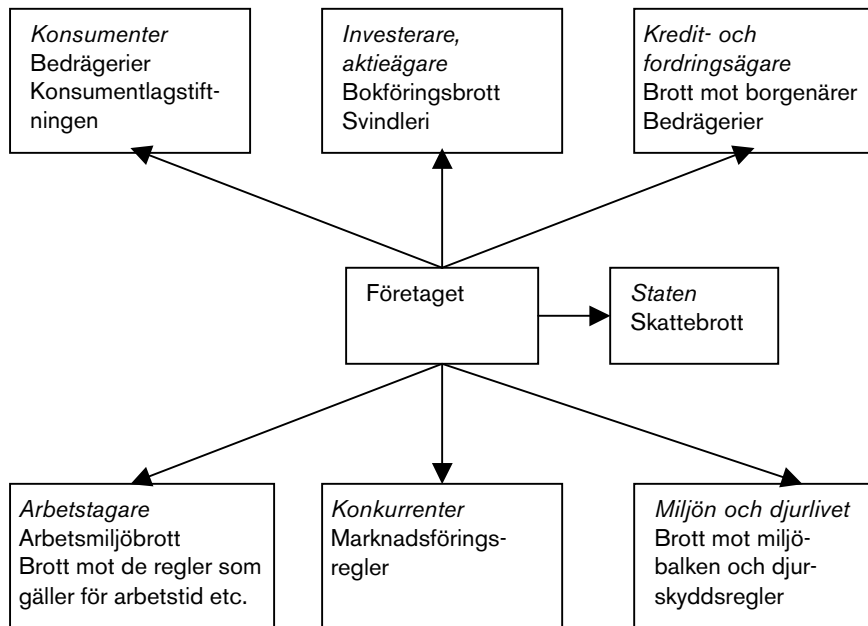 Konsumenter
Bedrägerier
Konsumentlagstift-
ningen
Investerare,
aktieägare
Bokföringsbrott
Svindleri
Kredit- och
fordringsägare
Brott mot borgenärer
Bedrägerier
Företaget
Staten
Skattebrott
Arbetstagare
Arbetsmiljöbrott
Brott mot de regler som
gäller för arbetstid etc.
Konkurrenter
Marknadsförings-
regler
Miljön och djurlivet
Brott mot miljö-
balken och djur-
skyddsregler